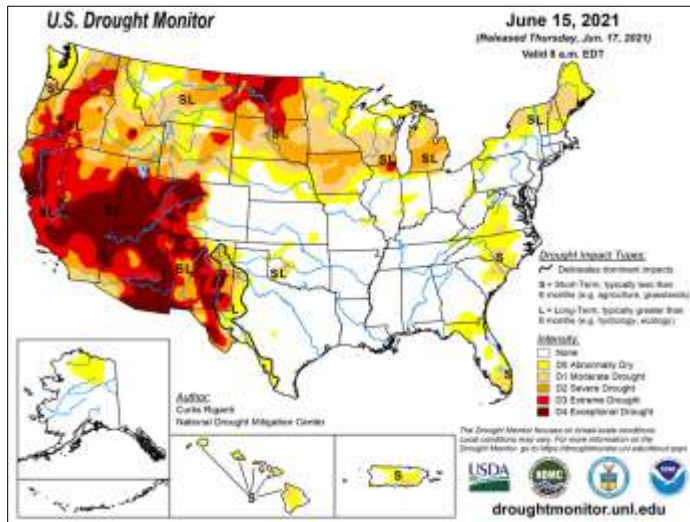 U.S. Drought Monitor
June 15, 2021
(Released Thursday, Jun. 17, 2021)
Valid 8 a.m. EDT
SL
SL
SL
SL
SL
SL
SL
SL
SL
SL
SL
L
L
S
S
S
S
Drought Impact Types:
Delineates dominant impacts
S = Short-Term, typically less than
6 months (e.g. agriculture, grasslands)
L = Long-Term, typically greater than
6 months (e.g. hydrology, ecology)
Intensity:
None
D0 Abnormally Dry
D1 Moderate Drought
D2 Severe Drought
D3 Extreme Drought
D4 Exceptional Drought
Author:
Curtis Riganti
National Drought Mitigation Center
The Drought Monitor focuses on broad-scale conditions.
Local conditions may vary. For more information on the
Drought Monitor, go to https://droughtmonitor.unl.edu/About.aspx
USDA
NDMC
NOAA
droughtmonitor.unl.edu